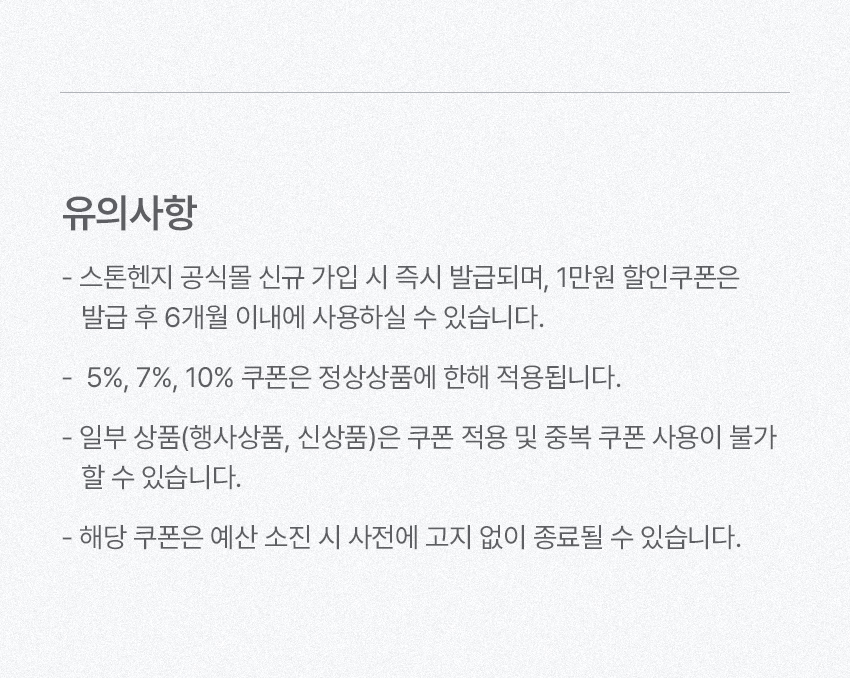 유의사항
- 스톤헨지 공식몰 신규 가입 시 즉시 발급되며, 1만원 할인쿠폰은
발급 후 6개월 이내에 사용하실 수 있습니다.
- 5%, 7%, 10% 쿠폰은 정상상품에 한해 적용됩니다.
- 일부 상품(행사상품, 신상품)은 쿠폰 적용 및 중복 쿠폰 사용이 불가
할 수 있습니다.
- 해당 쿠폰은 예산 소진 시 사전에 고지 없이 종료될 수 있습니다.